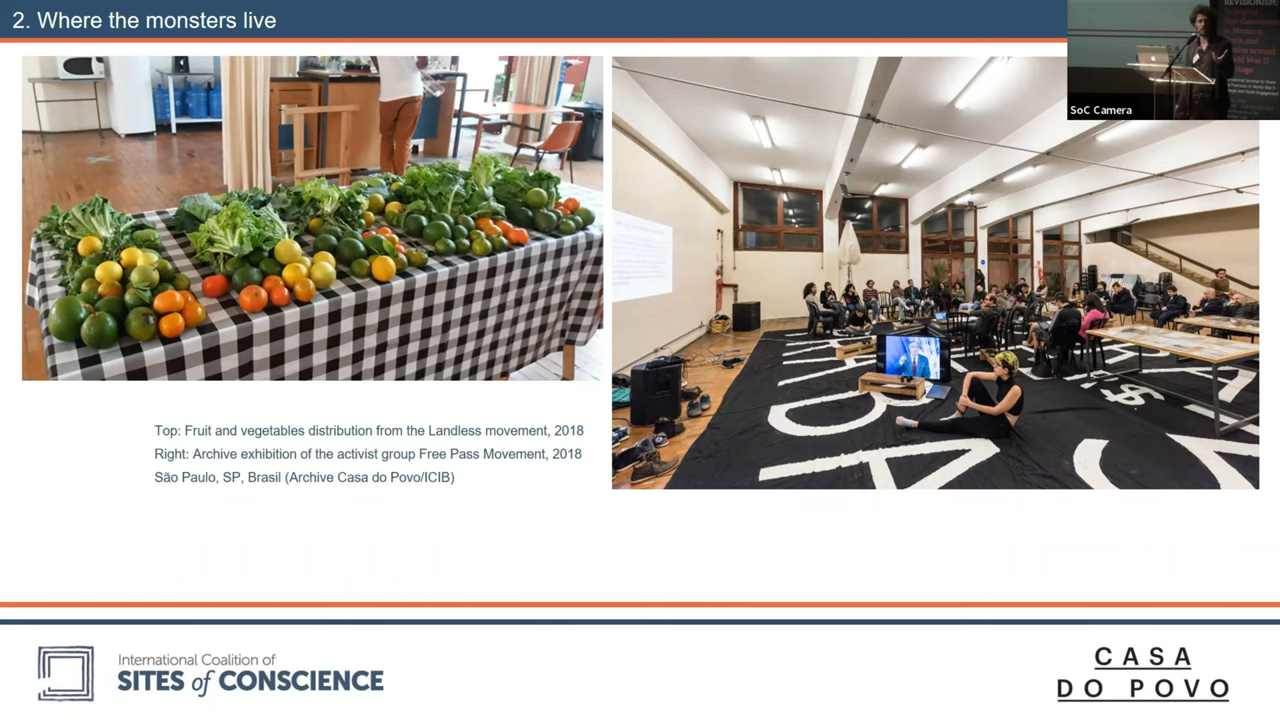 2. Where the monsters live
REVISIONISM:
SoC Camera
Top: Fruit and vegetables distribution from the Landless movement, 2018
Right: Archive exhibition of the activist group Free Pass Movement, 2018
São Paulo, SP, Brasil (Archive Casa do Povo/ICIB)
International Coalition of
SITES of CONSCIENCE
CASA
DO POVO